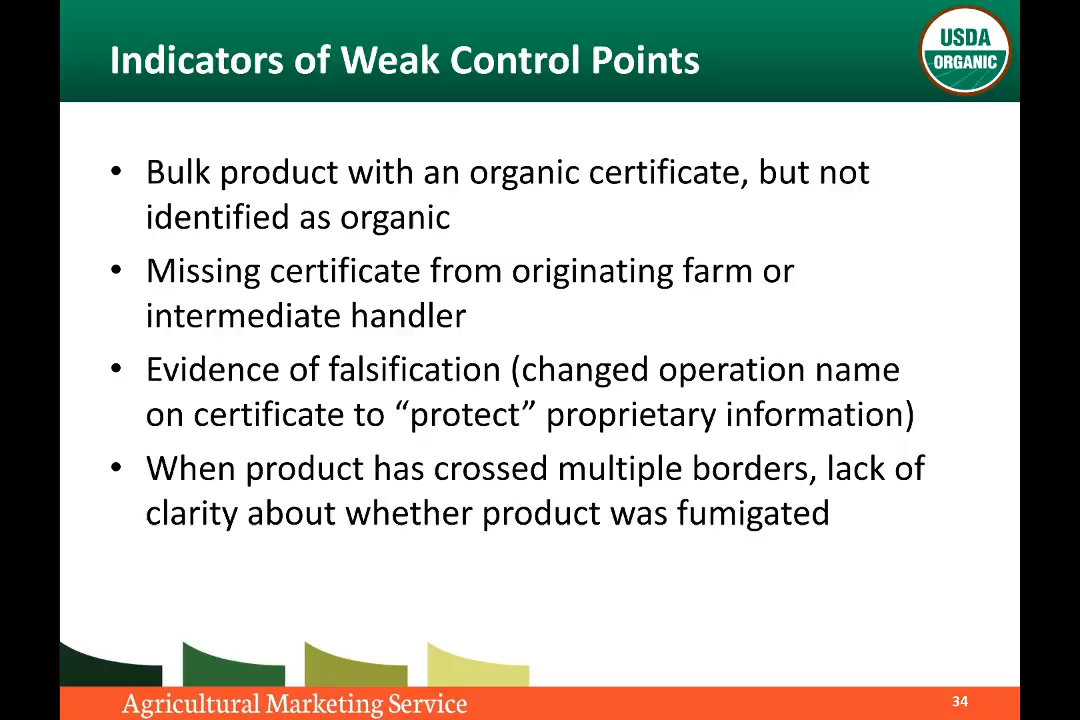 Indicators of Weak Control Points
USDA
ORGANIC
• Bulk product with an organic certificate, but not
identified as organic
• Missing certificate from originating farm or
intermediate handler
• Evidence of falsification (changed operation name
on certificate to “protect” proprietary information)
• When product has crossed multiple borders, lack of
clarity about whether product was fumigated
Agricultural Marketing Service
34